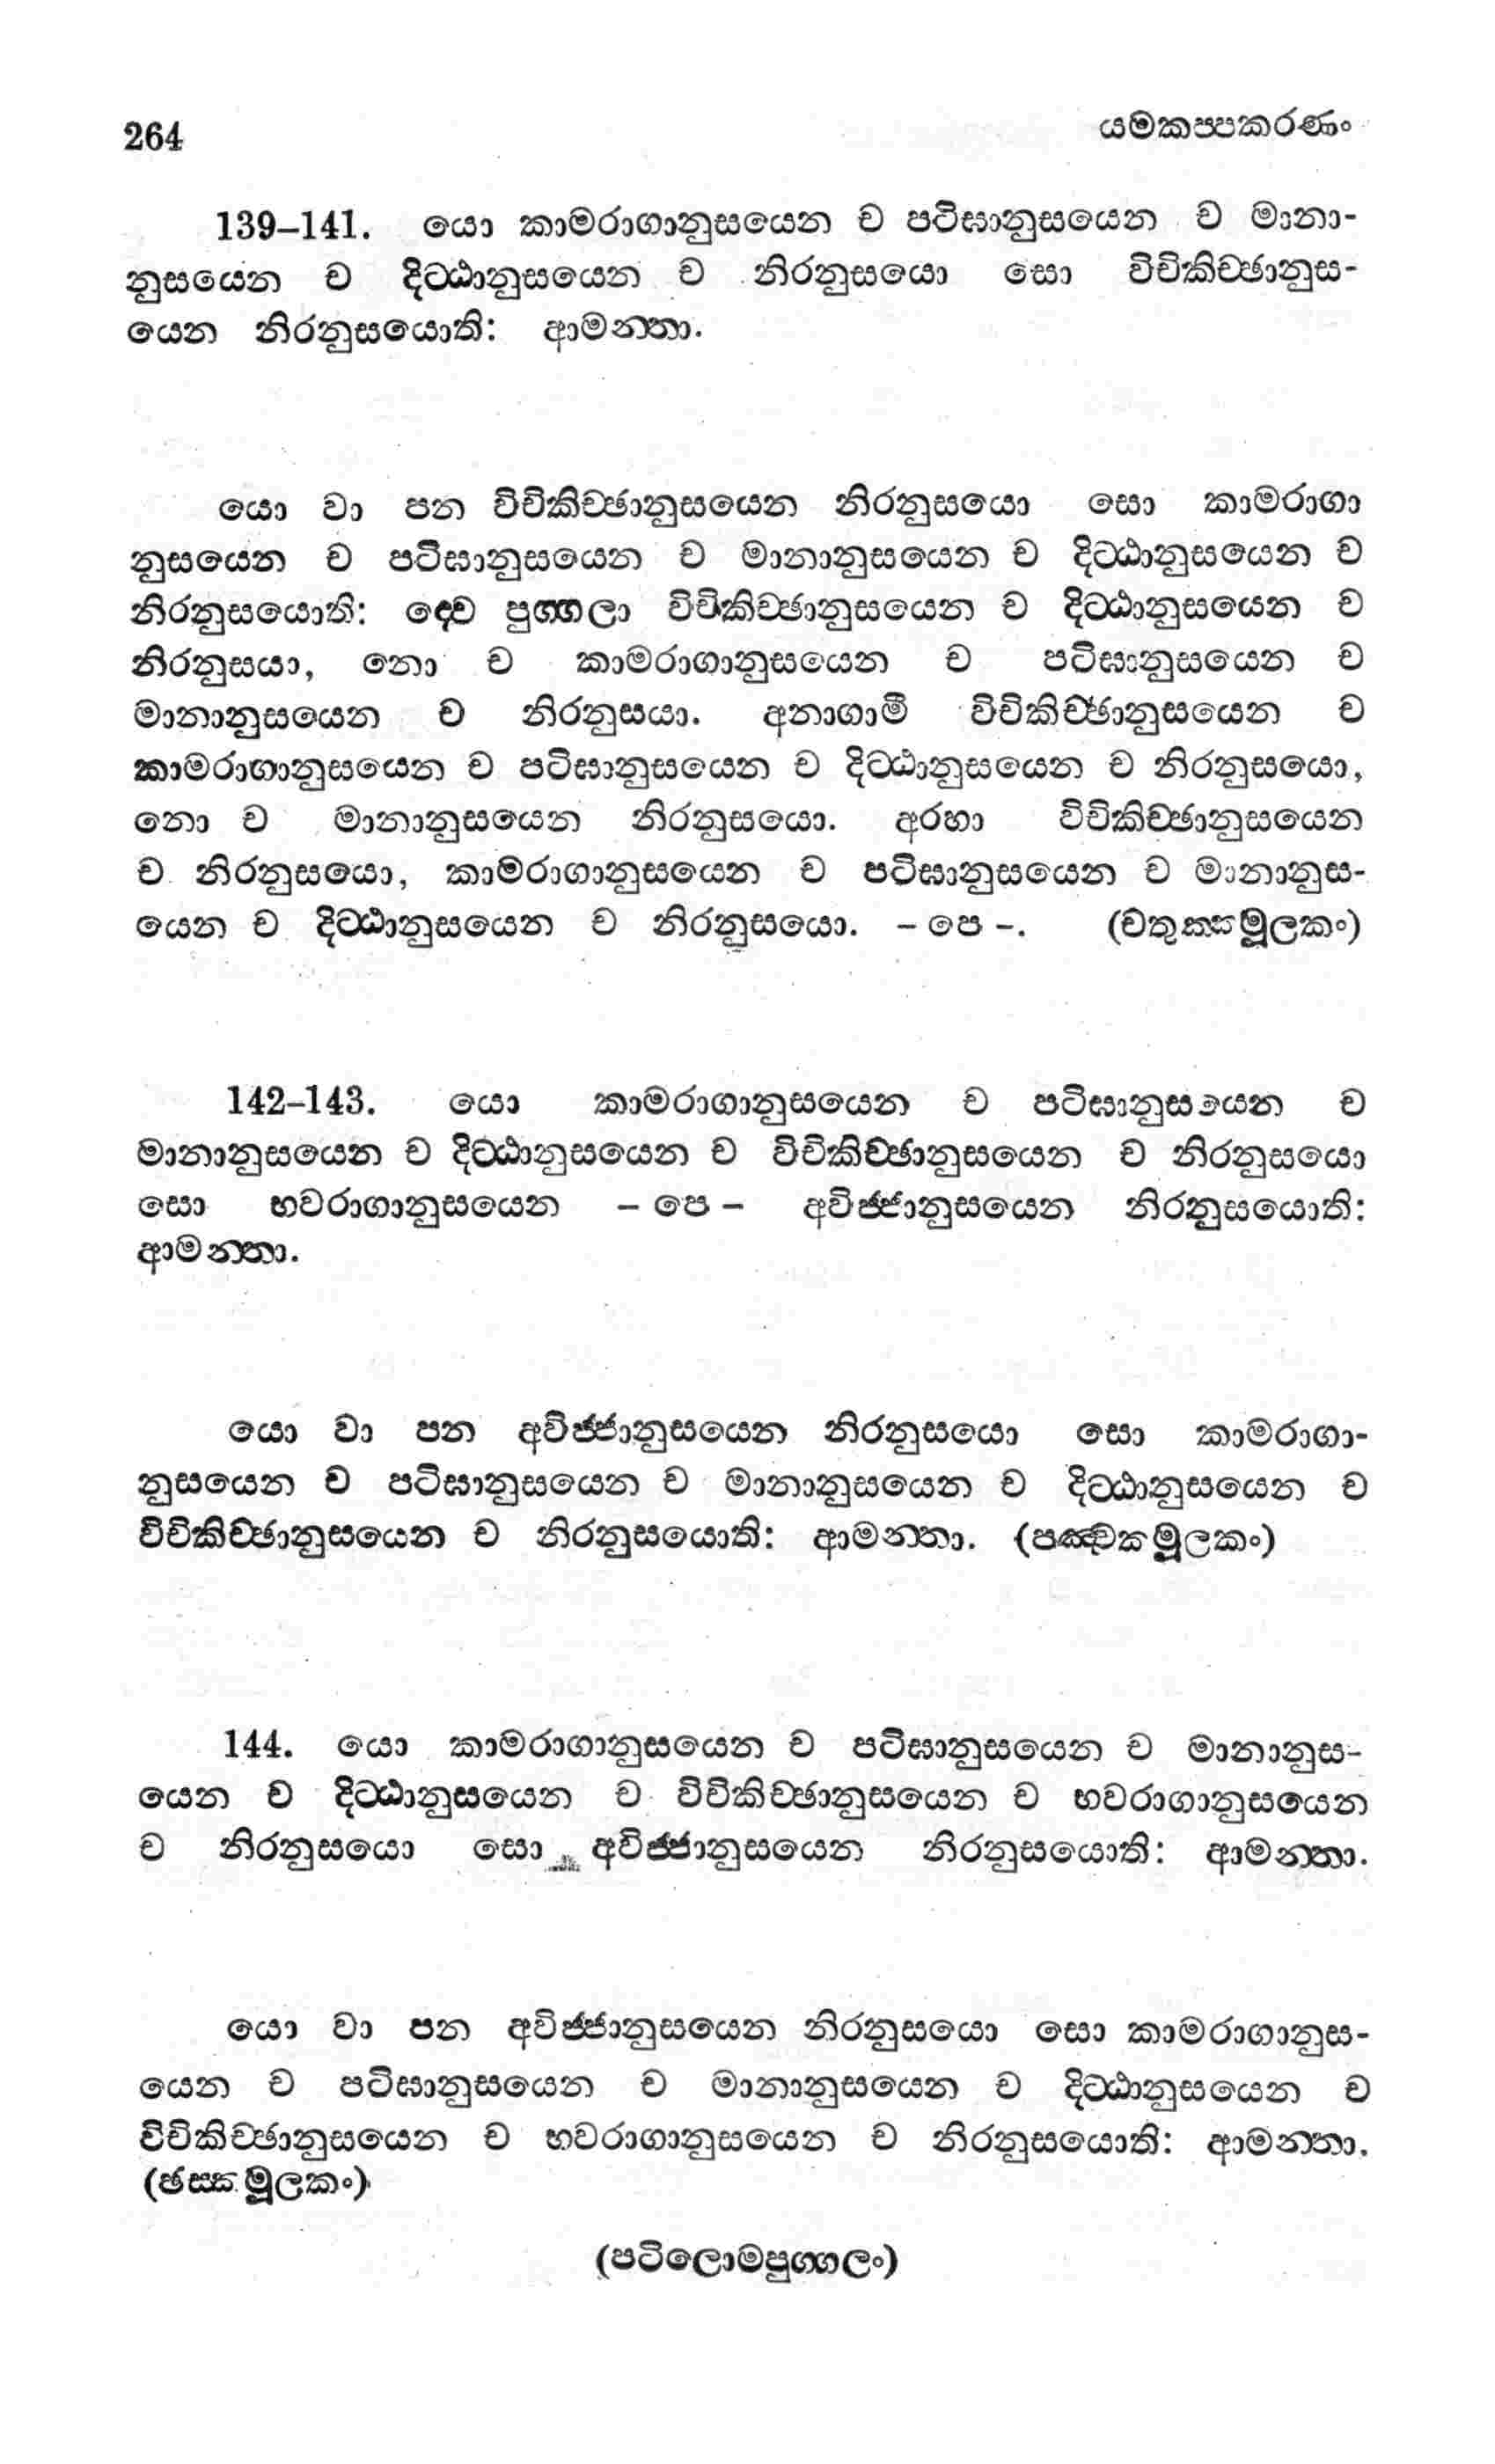 264
යමකප්පකරණං
139–141. යො කාමරාගානුසයෙන ච පටිඝානුසයෙන ච මානා-
නුසයෙන ච දිට්ඨානුසයෙන ච නිරනුසයො සො විචිකිච්ඡානුස-
යෙන නිරනුසයොති: ආමන්තා.
යො වා පන විචිකිච්ඡානුසයෙන නිරනුසයො සො කාමරාගා
නුසයෙන ච පටිඝානුසයෙන ච මානානුසයෙන ච දිට්ඨානුසයෙන ච
නිරනුසයොති: ද්වෙ පුග්ගලා විචිකිච්ඡානුසයෙන ච දිට්ඨානුසයෙන ච
නිරනුසයා, නො ච කාමරාගානුසයෙන ච පටිඝානුසයෙන ච
මානානුසයෙන ච නිරනුසයා. අනාගාමී විචිකිච්ඡානුසයෙන ච
කාමරාගානුසයෙන ච පටිඝානුසයෙන ච දිට්ඨානුසයෙන ච නිරනුසයො,
නො ච මානානුසයෙන නිරනුසයො. අරහා විචිකිච්ඡානුසයෙන
ච නිරනුසයො, කාමරාගානුසයෙන ච පටිඝානුසයෙන ච මානානුස-
යෙන ච දිට්ඨානුසයෙන ච නිරනුසයො. – පෙ –. (චතුක්කමූලකං)
142–143. යො කාමරාගානුසයෙන ච පටිඝානුසයෙන ච
මානානුසයෙන ච දිට්ඨානුසයෙන ච විචිකිච්ඡානුසයෙන ච නිරනුසයො
සො භවරාගානුසයෙන – පෙ – අවිජ්ජානුසයෙන නිරනුසයොති:
ආමන්තා.
යො වා පන අවිජ්ජානුසයෙන නිරනුසයො සො කාමරාගා-
නුසයෙන ච පටිඝානුසයෙන ච මානානුසයෙන ච දිට්ඨානුසයෙන ච
විචිකිච්ඡානුසයෙන ච නිරනුසයොති: ආමන්තා. (පඤ්චකමූලකං)
144. යො කාමරාගානුසයෙන ච පටිඝානුසයෙන ච මානානුස-
යෙන ච දිට්ඨානුසයෙන ච විචිකිච්ඡානුසයෙන ච භවරාගානුසයෙන
ච නිරනුසයො සො අවිජ්ජානුසයෙන නිරනුසයොති: ආමන්තා.
යො වා පන අවිජ්ජානුසයෙන නිරනුසයො සො කාමරාගානුස-
යෙන ච පටිඝානුසයෙන ච මානානුසයෙන ච දිට්ඨානුසයෙන ච
විචිකිච්ඡානුසයෙන ච භවරාගානුසයෙන ච නිරනුසයොති: ආමන්තා.
(ඡක්කමූලකං)
(පටිලොමපුග්ගලං)